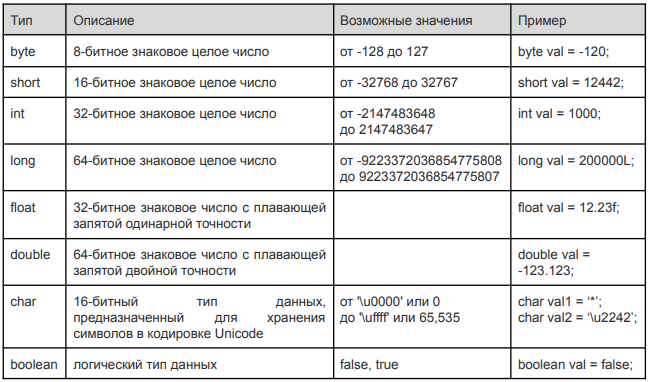 Тип Описание Возможные значения Пример
byte 8-битное знаковое целое число от -128 до 127 byte val = -120;
short 16-битное знаковое целое число от -32768 до 32767 short val = 12442;
int 32-битное знаковое целое число от -2147483648 int val = 1000;
до 2147483647
long 64-битное знаковое целое число от -9223372036854775808 long val = 200000L;
до 9223372036854775807
float 32-битное знаковое число с плавающей float val = 12.23f;
запятой одинарной точности
double 64-битное знаковое число с плавающей double val =
запятой двойной точности -123.123;
char 16-битный тип данных, от '\u0000' или 0 char val1 = ‘*’;
предназначенный для хранения до '\uffff' или 65,535 char val2 = ‘\u2242’;
символов в кодировке Unicode
boolean логический тип данных false, true boolean val = false;